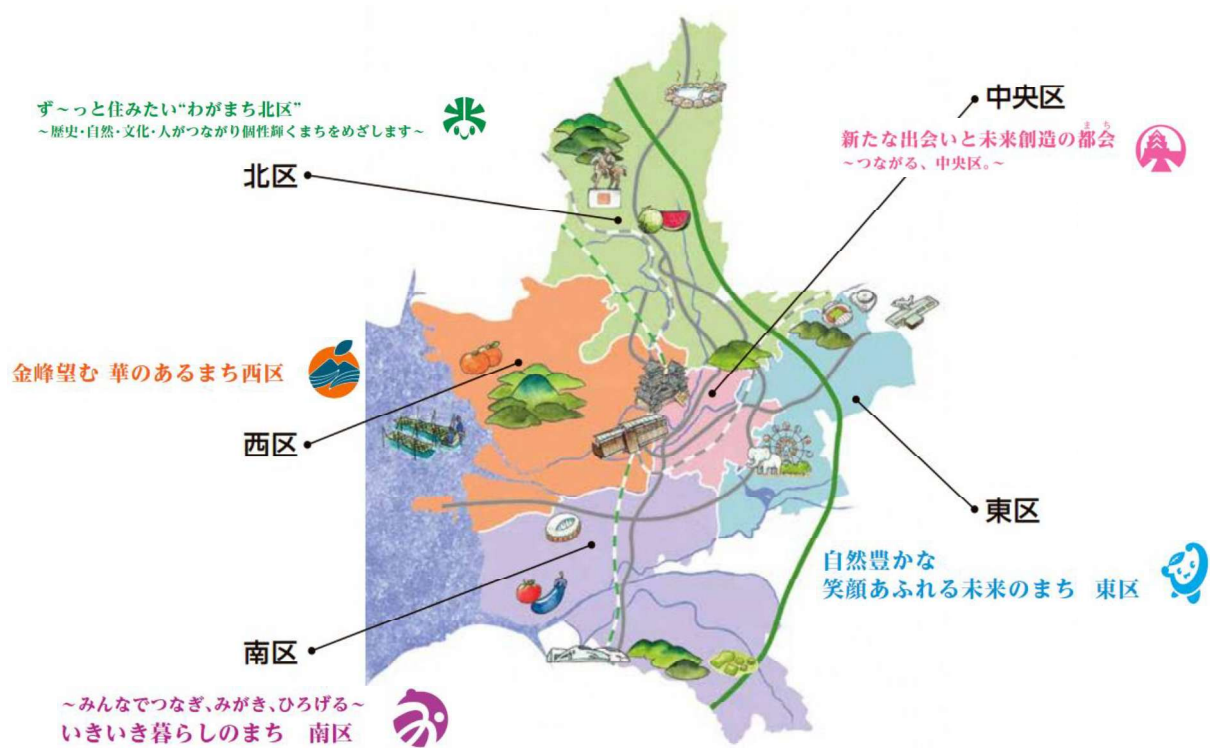 ず～っと住みたい“わがまち北区”
～歴史・自然・文化・人がつながり個性輝くまちをめざします～
北区
中央区
まち
新たな出会いと未来創造の都会
～つながる、中央区。～
金峰望む 華のあるまち西区
西区
東区
自然豊かな
笑顔あふれる未来のまち 東区
南区
～みんなでつなぎ、みがき、ひろげる～
いきいき暮らしのまち 南区